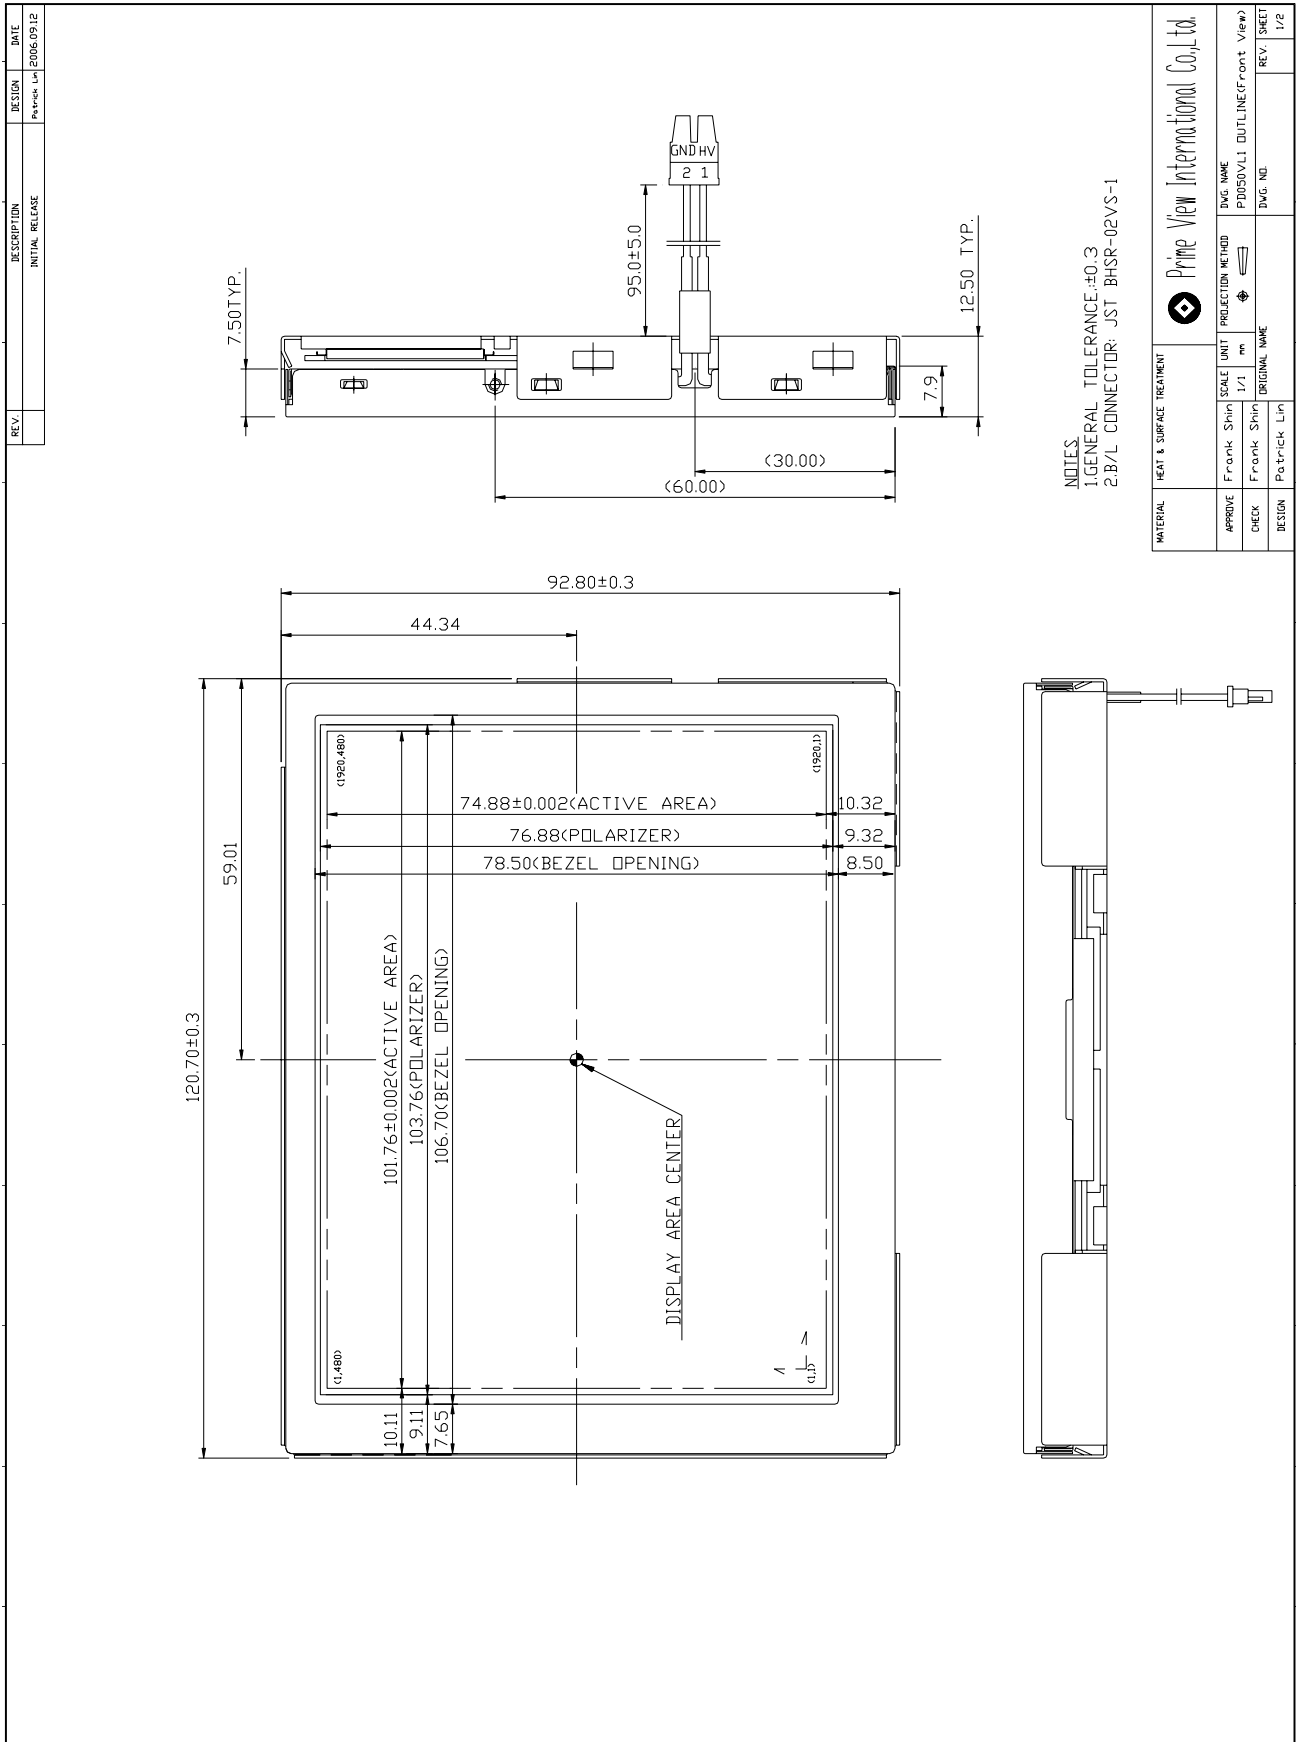 REV.
DESCRIPTION
DESIGN
DATE
INITIAL RELEASE
Patrick Lin
2006.09.12
7.50TYP.
GND HV
2 1
95.0±5.0
12.50 TYP.
7.9
(30.00)
(60.00)
NOTES
1.GENERAL TOLERANCE:±0.3
2.B/L CONNECTOR: JST BHSR-02VS-1
92.80±0.3
44.34
120.70±0.3
59.01
(1920,480)
(1920,1)
74.88±0.002(ACTIVE AREA)
10.32
76.88(POLARIZER)
9.32
78.50(BEZEL OPENING)
8.50
101.76±0.002(ACTIVE AREA)
103.76(POLARIZER)
106.70(BEZEL OPENING)
DISPLAY AREA CENTER
(1,480)
(1,1)
10.11
9.11
7.65
MATERIAL
HEAT & SURFACE TREATMENT
Prime View International Co.,Ltd.
APPROVE
Frank Shin
SCALE
1/1
UNIT
mm
PROJECTION METHOD
DWG. NAME
PD050VL1 OUTLINE(Front View)
CHECK
Frank Shin
DESIGN
Patrick Lin
ORIGINAL NAME
DWG. NO.
REV.
SHEET
1/2